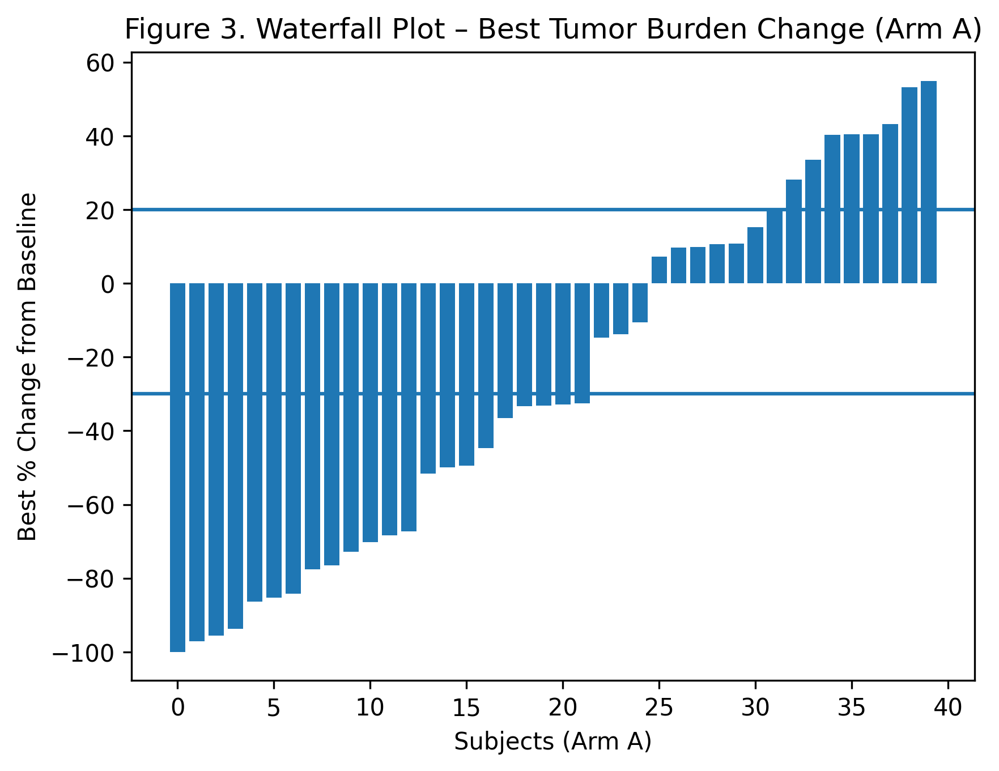 Figure 3. Waterfall Plot – Best Tumor Burden Change (Arm A)
Best % Change from Baseline
60
40
20
0
−20
−40
−60
−80
−100
0 5 10 15 20 25 30 35 40
Subjects (Arm A)